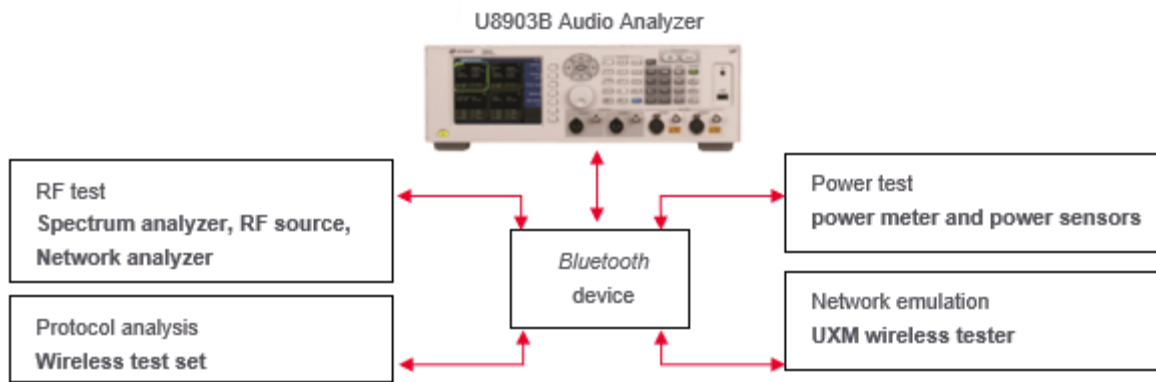 U8903B Audio Analyzer
RF test
Spectrum analyzer, RF source,
Network analyzer
Power test
power meter and power sensors
Bluetooth
device
Protocol analysis
Wireless test set
Network emulation
UXM wireless tester